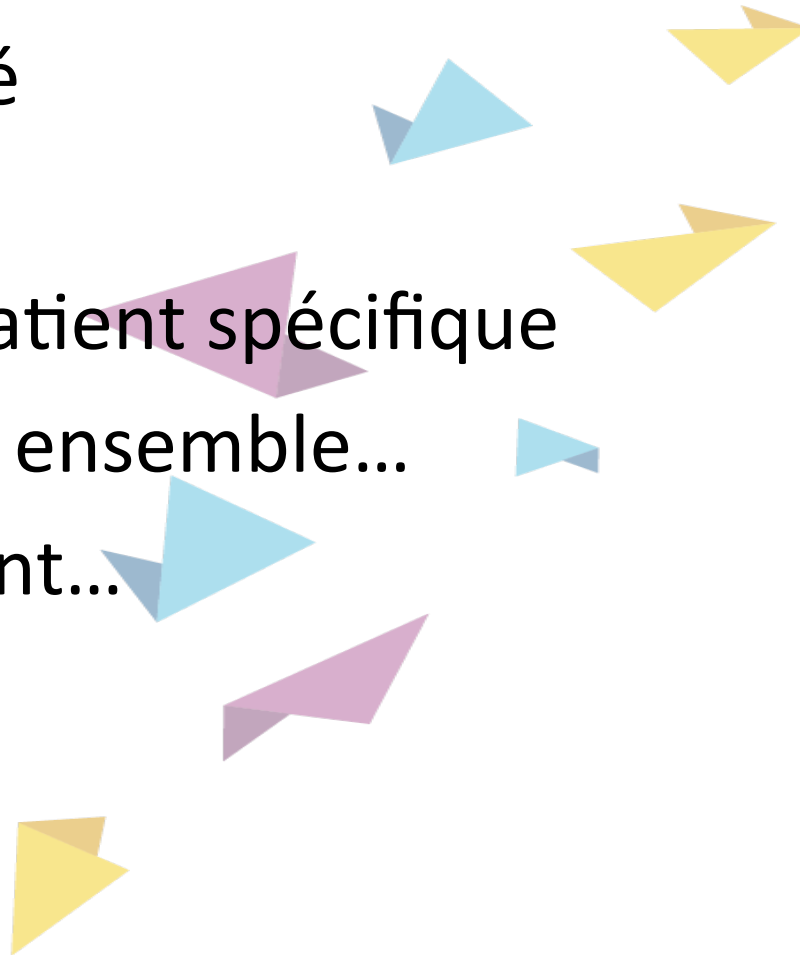 é
atient spécifique
ensemble…
nt…